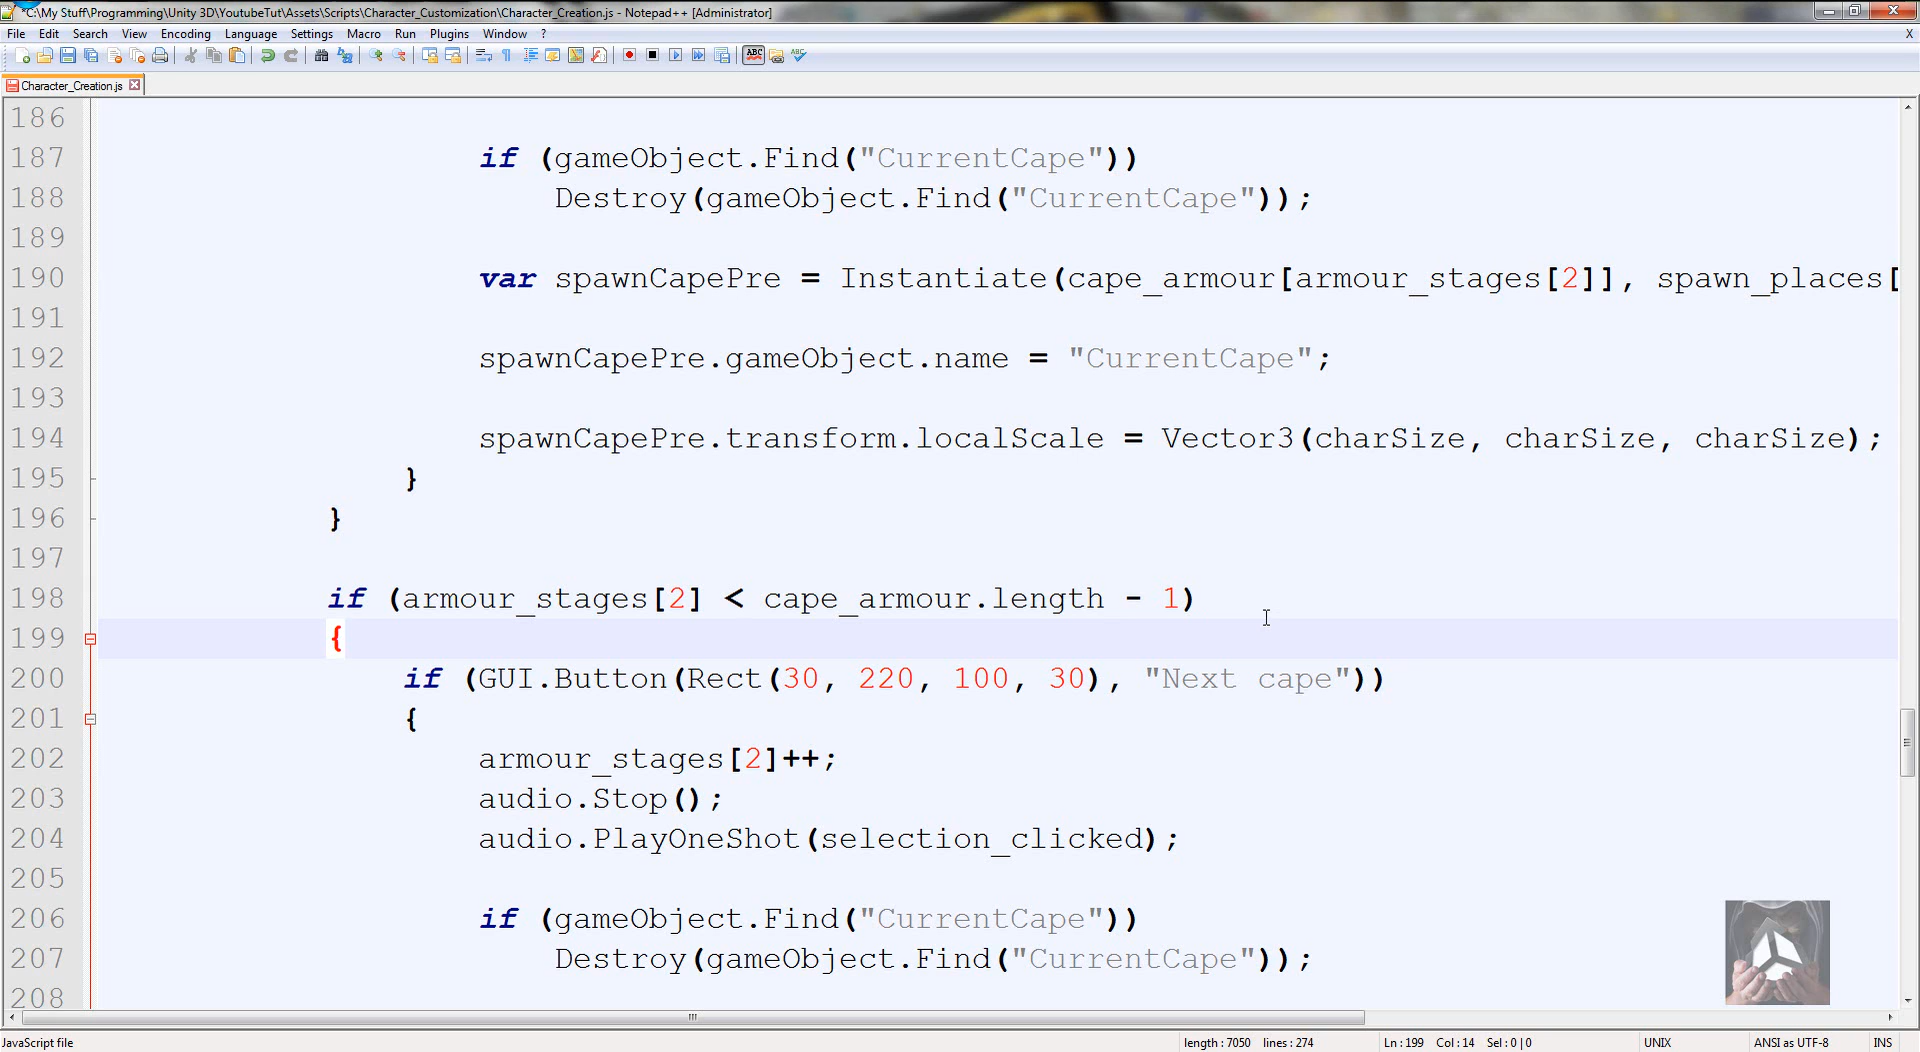 *C:\My Stuff\Programming\Unity 3D\YoutubeTut\Assets\Scripts\Character_Customization\Character_Creation.js - Notepad++ [Administrator]
File Edit Search View Encoding Language Settings Macro Run Plugins Window ? X
Character_Creation.js
186
187 if (gameObject.Find("CurrentCape"))
188 Destroy(gameObject.Find("CurrentCape"));
189
190 var spawnCapePre = Instantiate(cape_armour[armour_stages[2]], spawn_places[
191
192 spawnCapePre.gameObject.name = "CurrentCape";
193
194 spawnCapePre.transform.localScale = Vector3(charSize, charSize, charSize);
195 }
196 }
197
198 if (armour_stages[2] < cape_armour.length - 1)
199 {
200 if (GUI.Button(Rect(30, 220, 100, 30), "Next cape"))
201 {
202 armour_stages[2]++;
203 audio.Stop();
204 audio.PlayOneShot(selection_clicked);
205
206 if (gameObject.Find("CurrentCape"))
207 Destroy(gameObject.Find("CurrentCape"));
208
JavaScript file length : 7050 lines : 274 Ln : 199 Col : 14 Sel : 0 | 0 UNIX ANSI as UTF-8 INS